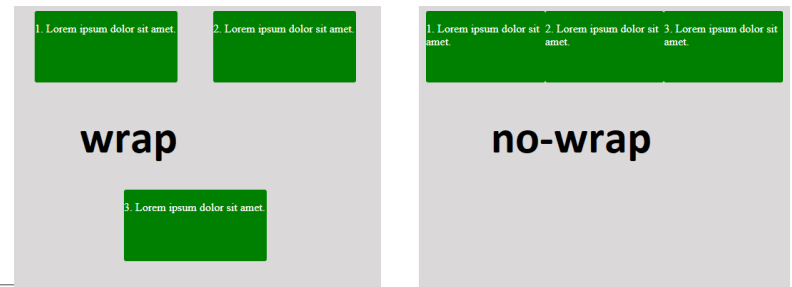 1. Lorem ipsum dolor sit amet.
2. Lorem ipsum dolor sit amet.
wrap
3. Lorem ipsum dolor sit amet.
1. Lorem ipsum dolor sit
amet.
2. Lorem ipsum dolor sit
amet.
3. Lorem ipsum dolor sit
amet.
no-wrap